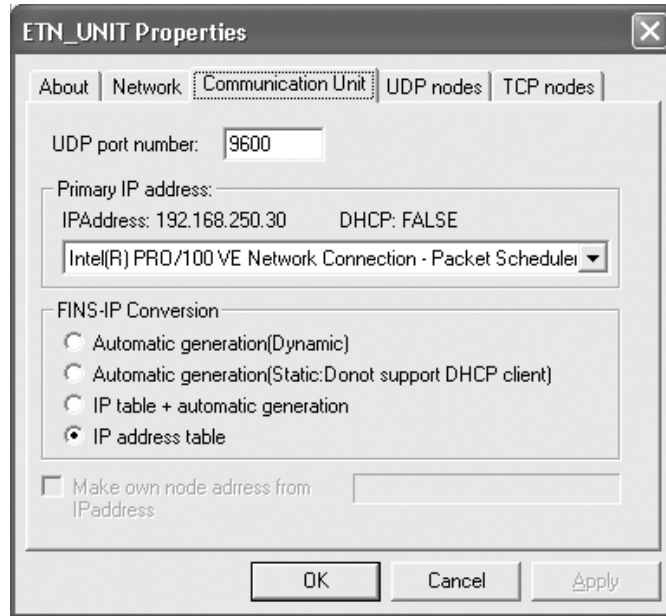 ETN_UNIT Properties
About Network Communication Unit UDP nodes TCP nodes
UDP port number: 9600
Primary IP address:
IPAddress: 192.168.250.30 DHCP: FALSE
Intel(R) PRO/100 VE Network Connection - Packet Scheduler
FINS-IP Conversion
Automatic generation(Dynamic)
Automatic generation(Static:Donot support DHCP client)
IP table + automatic generation
IP address table
Make own node adrress from
IPaddress
OK Cancel Apply